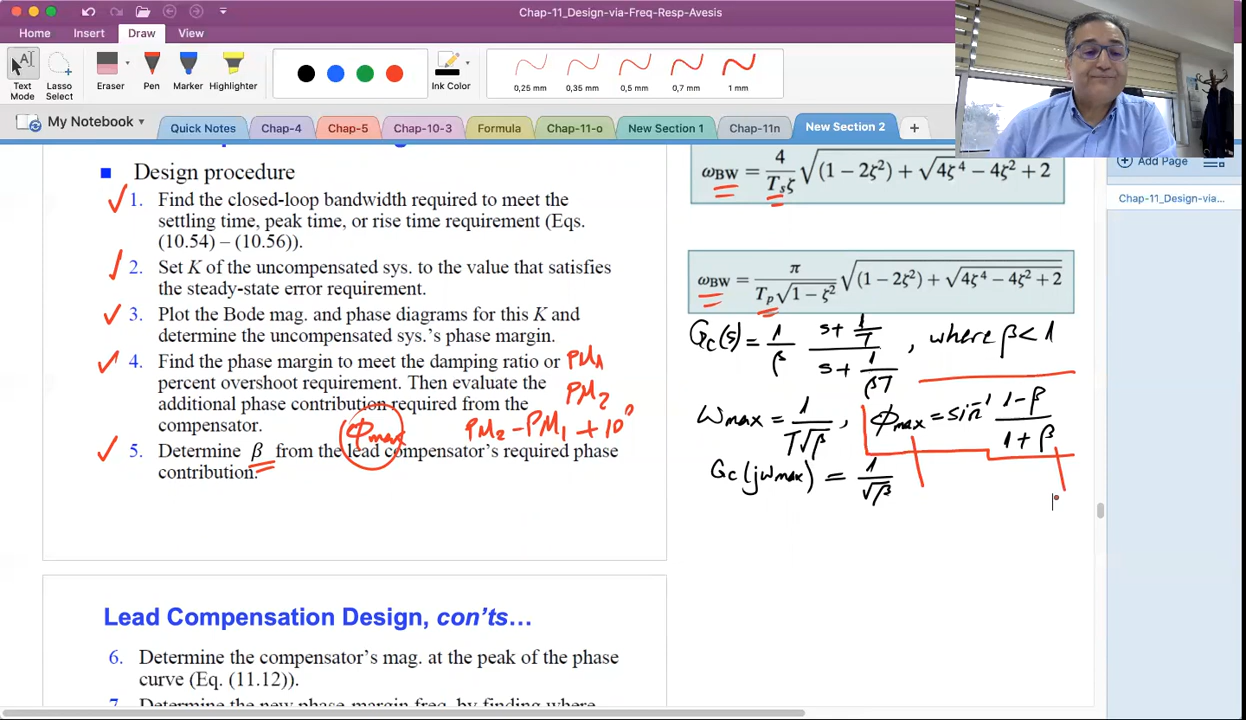 Chap-11_Design-via-Freq-Resp-Avesis
Home Insert Draw View
Text Mode
Lasso Select
Eraser
Pen
Marker
Highlighter
Ink Color
0,25 mm 0,35 mm 0,5 mm 0,7 mm 1 mm
My Notebook
Quick Notes Chap-4 Chap-5 Chap-10-3 Formula Chap-11-o New Section 1 Chap-11n New Section 2 +
Add Page
Chap-11_Design-via…
Design procedure
1. Find the closed-loop bandwidth required to meet the
settling time, peak time, or rise time requirement (Eqs.
(10.54) – (10.56)).
2. Set K of the uncompensated sys. to the value that satisfies
the steady-state error requirement.
3. Plot the Bode mag. and phase diagrams for this K and
determine the uncompensated sys.'s phase margin.
PM1
4. Find the phase margin to meet the damping ratio or
percent overshoot requirement. Then evaluate the
PM2
additional phase contribution required from the
compensator.
Φmax
PM2 - PM1 + 10°
5. Determine β from the lead compensator's required phase
contribution.
ωBW = 4/(Tsζ) √((1 − 2ζ²) + √(4ζ⁴ − 4ζ² + 2))
ωBW = π/(Tp√(1 − ζ²)) √((1 − 2ζ²) + √(4ζ⁴ − 4ζ² + 2))
Gc(s) = 1/β (s + 1/T)/(s + 1/βT) , where β < 1
ωmax = 1/(T√β) , Φmax = sin⁻¹ (1-β)/(1+β)
Gc(jωmax) = 1/√β
Lead Compensation Design, con'ts…
6. Determine the compensator's mag. at the peak of the phase
curve (Eq. (11.12)).
7. Determine the new phase-margin freq. by finding where